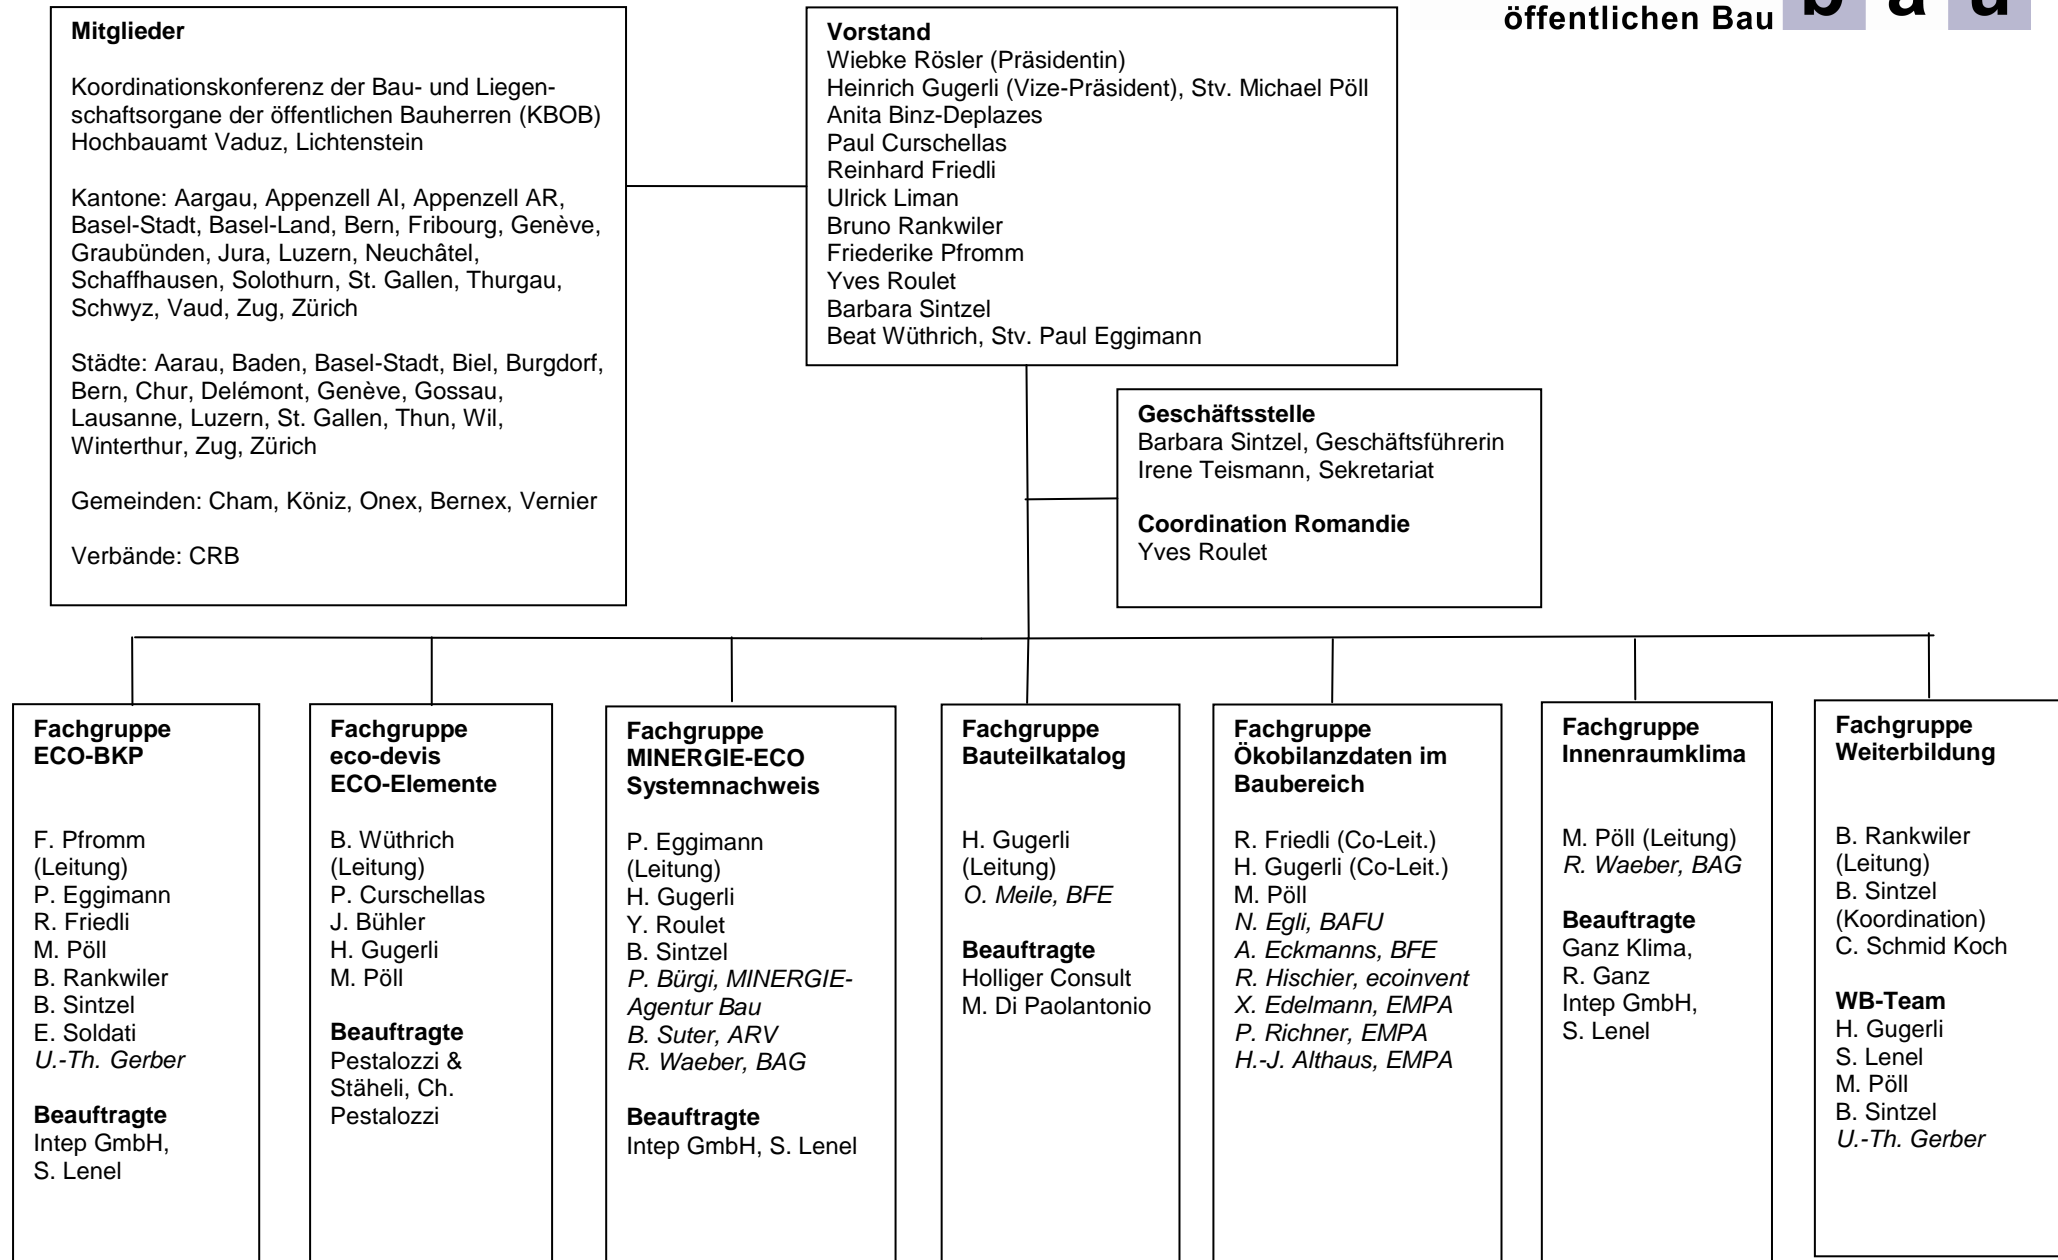 öffentlichen Bau
b a u
Mitglieder
Koordinationskonferenz der Bau- und Liegen-
schaftsorgane der öffentlichen Bauherren (KBOB)
Hochbauamt Vaduz, Lichtenstein
Kantone: Aargau, Appenzell AI, Appenzell AR,
Basel-Stadt, Basel-Land, Bern, Fribourg, Genève,
Graubünden, Jura, Luzern, Neuchâtel,
Schaffhausen, Solothurn, St. Gallen, Thurgau,
Schwyz, Vaud, Zug, Zürich
Städte: Aarau, Baden, Basel-Stadt, Biel, Burgdorf,
Bern, Chur, Delémont, Genève, Gossau,
Lausanne, Luzern, St. Gallen, Thun, Wil,
Winterthur, Zug, Zürich
Gemeinden: Cham, Köniz, Onex, Bernex, Vernier
Verbände: CRB
Vorstand
Wiebke Rösler (Präsidentin)
Heinrich Gugerli (Vize-Präsident), Stv. Michael Pöll
Anita Binz-Deplazes
Paul Curschellas
Reinhard Friedli
Ulrick Liman
Bruno Rankwiler
Friederike Pfromm
Yves Roulet
Barbara Sintzel
Beat Wüthrich, Stv. Paul Eggimann
Geschäftsstelle
Barbara Sintzel, Geschäftsführerin
Irene Teismann, Sekretariat
Coordination Romandie
Yves Roulet
Fachgruppe
ECO-BKP
F. Pfromm
(Leitung)
P. Eggimann
R. Friedli
M. Pöll
B. Rankwiler
B. Sintzel
E. Soldati
U.-Th. Gerber
Beauftragte
Intep GmbH,
S. Lenel
Fachgruppe
eco-devis
ECO-Elemente
B. Wüthrich
(Leitung)
P. Curschellas
J. Bühler
H. Gugerli
M. Pöll
Beauftragte
Pestalozzi &
Stäheli, Ch.
Pestalozzi
Fachgruppe
MINERGIE-ECO
Systemnachweis
P. Eggimann
(Leitung)
H. Gugerli
Y. Roulet
B. Sintzel
P. Bürgi, MINERGIE-
Agentur Bau
B. Suter, ARV
R. Waeber, BAG
Beauftragte
Intep GmbH, S. Lenel
Fachgruppe
Bauteilkatalog
H. Gugerli
(Leitung)
O. Meile, BFE
Beauftragte
Holliger Consult
M. Di Paolantonio
Fachgruppe
Ökobilanzdaten im
Baubereich
R. Friedli (Co-Leit.)
H. Gugerli (Co-Leit.)
M. Pöll
N. Egli, BAFU
A. Eckmanns, BFE
R. Hischier, ecoinvent
X. Edelmann, EMPA
P. Richner, EMPA
H.-J. Althaus, EMPA
Fachgruppe
Innenraumklima
M. Pöll (Leitung)
R. Waeber, BAG
Beauftragte
Ganz Klima,
R. Ganz
Intep GmbH,
S. Lenel
Fachgruppe
Weiterbildung
B. Rankwiler
(Leitung)
B. Sintzel
(Koordination)
C. Schmid Koch
WB-Team
H. Gugerli
S. Lenel
M. Pöll
B. Sintzel
U.-Th. Gerber